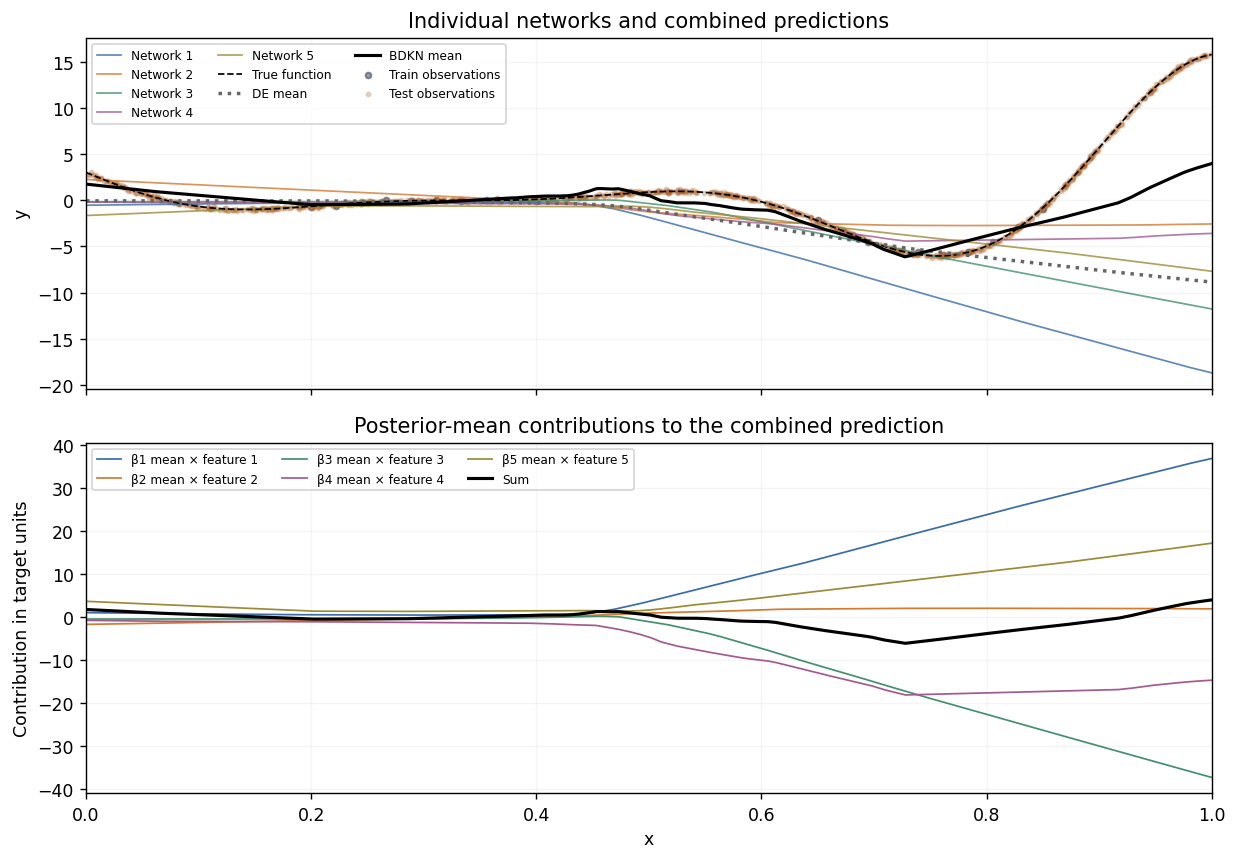 Individual networks and combined predictions
Network 1
Network 2
Network 3
Network 4
Network 5
True function
DE mean
BDKN mean
Train observations
Test observations
15
10
5
0
−5
−10
−15
−20
y
Posterior-mean contributions to the combined prediction
β1 mean × feature 1
β2 mean × feature 2
β3 mean × feature 3
β4 mean × feature 4
β5 mean × feature 5
Sum
40
30
20
10
0
−10
−20
−30
−40
Contribution in target units
0.0 0.2 0.4 0.6 0.8 1.0
x